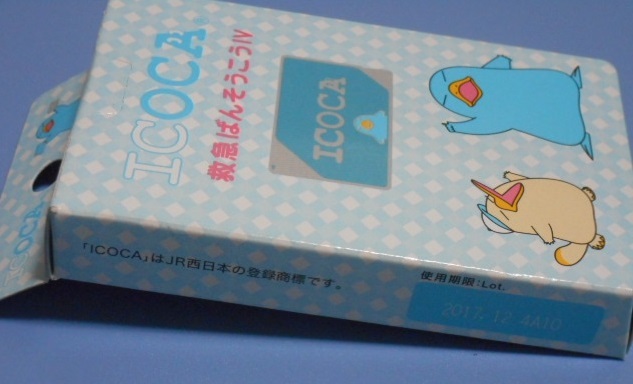 ICOCA
救急ばんそうこうⅣ
ICOCA
ICOCA
「ICOCA」はJR西日本の登録商標です。
使用期限:Lot.
2017. 12 4A10